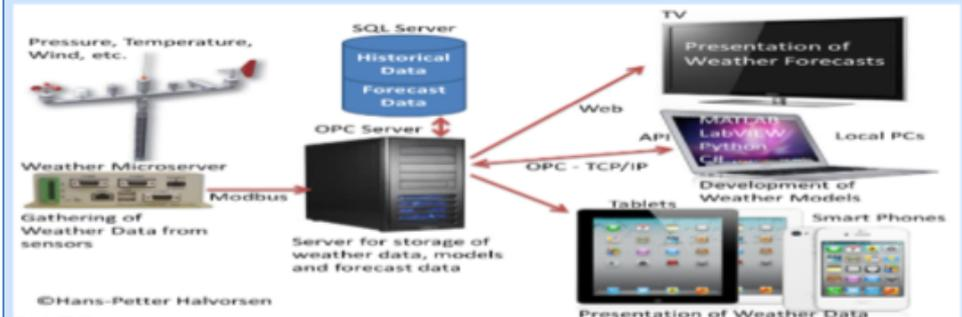 Pressure, Temperature,
Wind, etc.
Weather Microserver
Gathering of
Weather Data from
sensors
©Hans-Petter Halvorsen
Modbus
SQL Server
Historical
Data
Forecast
Data
OPC Server
Server for storage of
weather data, models
and forecast data
Web
API
OPC - TCP/IP
TV
Presentation of
Weather Forecasts
MATLAB
LabVIEW
Python
C#
Local PCs
Development of
Weather Models
Tablets
Smart Phones
Presentation of Weather Data